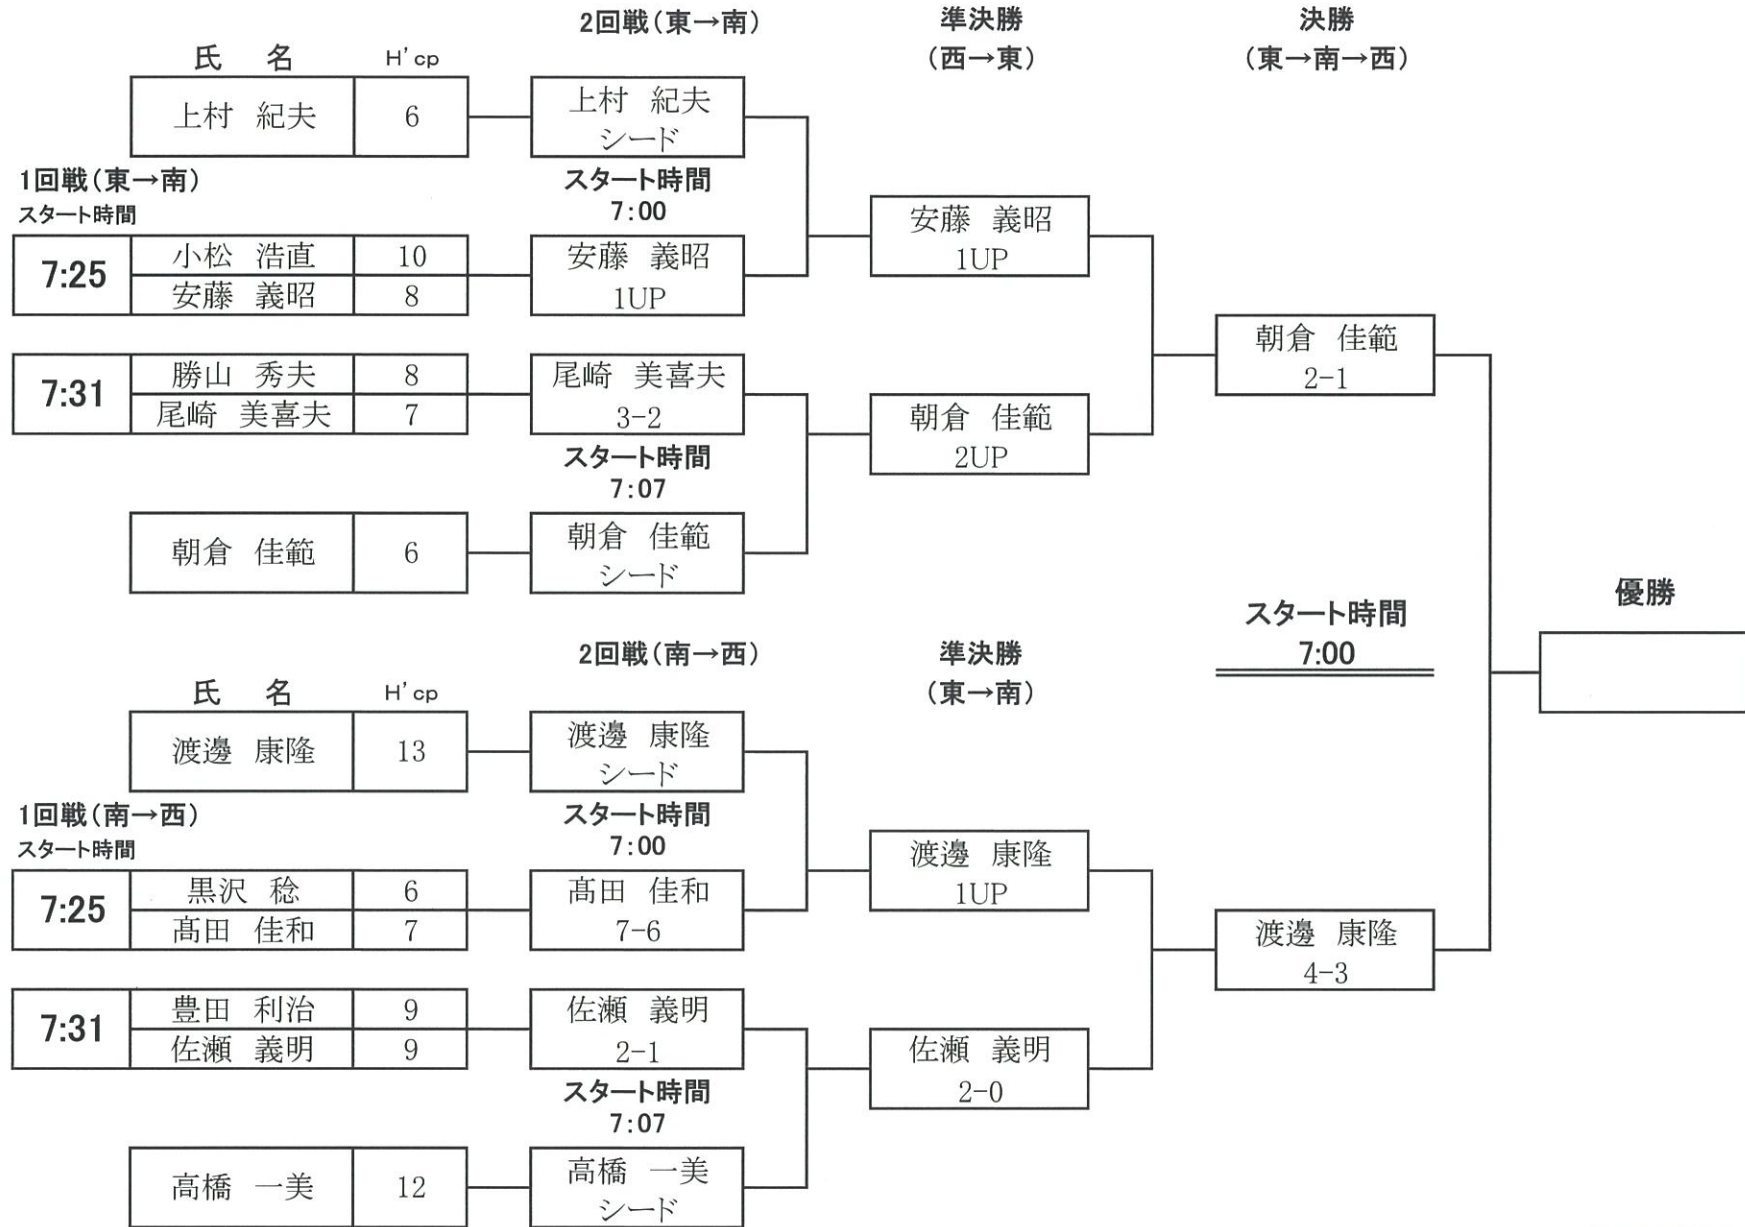 2回戦(東→南)
準決勝
(西→東)
決勝
(東→南→西)
氏 名 H'cp
上村 紀夫 6
上村 紀夫
シード
1回戦(東→南)
スタート時間
スタート時間
7:00
7:25
小松 浩直 10
安藤 義昭 8
安藤 義昭
1UP
安藤 義昭
1UP
7:31
勝山 秀夫 8
尾崎 美喜夫 7
尾崎 美喜夫
3-2
朝倉 佳範
2UP
朝倉 佳範
2-1
スタート時間
7:07
朝倉 佳範 6
朝倉 佳範
シード
スタート時間
7:00
優勝
2回戦(南→西)
準決勝
(東→南)
氏 名 H'cp
渡邊 康隆 13
渡邊 康隆
シード
1回戦(南→西)
スタート時間
スタート時間
7:00
7:25
黒沢 稔 6
髙田 佳和 7
髙田 佳和
7-6
渡邊 康隆
1UP
渡邊 康隆
4-3
7:31
豊田 利治 9
佐瀬 義明 9
佐瀬 義明
2-1
佐瀬 義明
2-0
スタート時間
7:07
高橋 一美 12
高橋 一美
シード